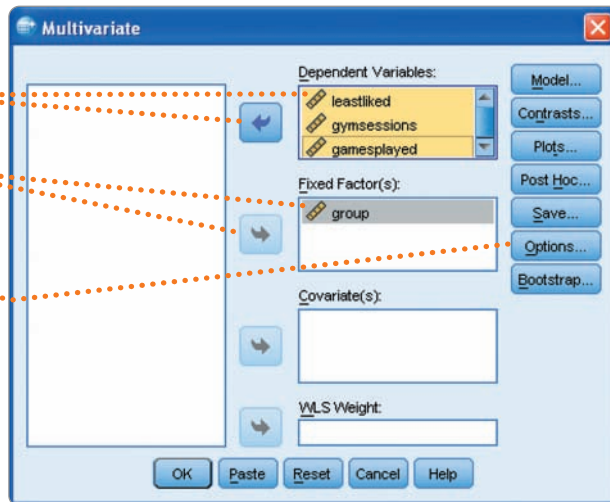 Multivariate
Dependent Variables:
leastliked
gymsessions
gamesplayed
Fixed Factor(s):
group
Covariate(s):
WLS Weight:
Model...
Contrasts...
Plots...
Post Hoc...
Save...
Options...
Bootstrap...
OK Paste Reset Cancel Help